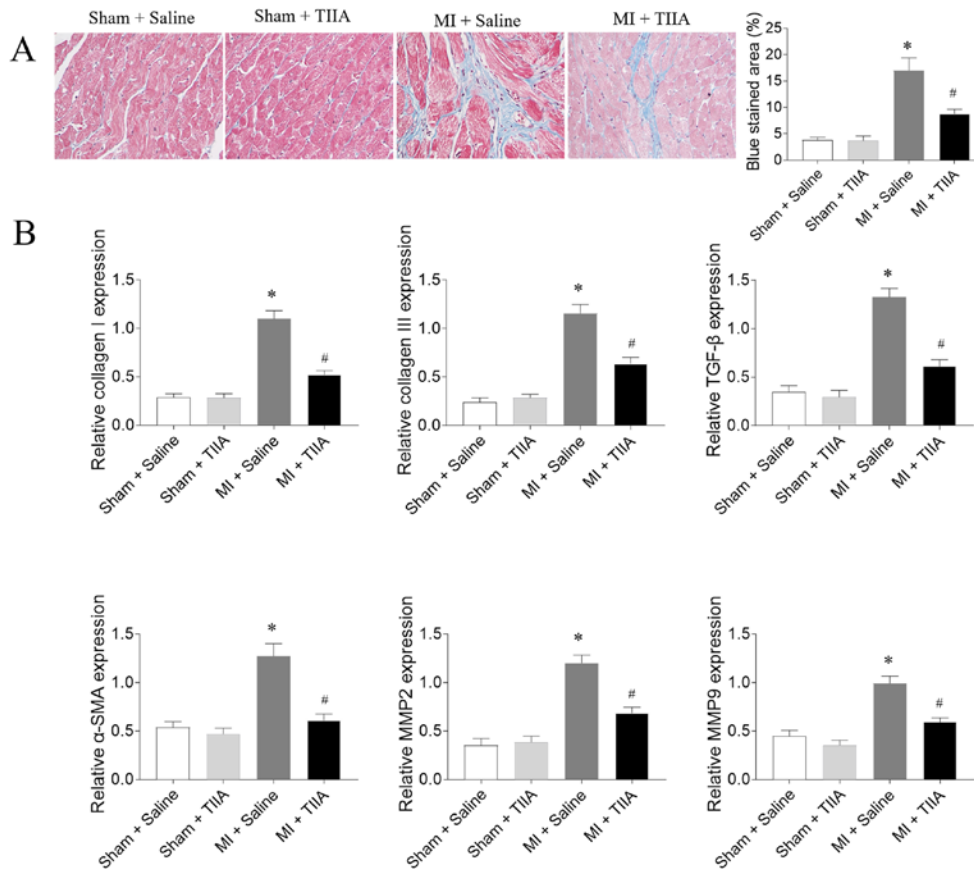 A
Sham + Saline
Sham + TIIA
MI + Saline
MI + TIIA
Blue stained area (%)
25
20
15
10
5
0
*
#
Sham + Saline
Sham + TIIA
MI + Saline
MI + TIIA
B
Relative collagen I expression
1.5
1.0
0.5
0.0
*
#
Sham + Saline
Sham + TIIA
MI + Saline
MI + TIIA
Relative collagen III expression
1.5
1.0
0.5
0.0
*
#
Sham + Saline
Sham + TIIA
MI + Saline
MI + TIIA
Relative TGF-β expression
1.5
1.0
0.5
0.0
*
#
Sham + Saline
Sham + TIIA
MI + Saline
MI + TIIA
Relative α-SMA expression
1.5
1.0
0.5
0.0
*
#
Sham + Saline
Sham + TIIA
MI + Saline
MI + TIIA
Relative MMP2 expression
1.5
1.0
0.5
0.0
*
#
Sham + Saline
Sham + TIIA
MI + Saline
MI + TIIA
Relative MMP9 expression
1.5
1.0
0.5
0.0
*
#
Sham + Saline
Sham + TIIA
MI + Saline
MI + TIIA